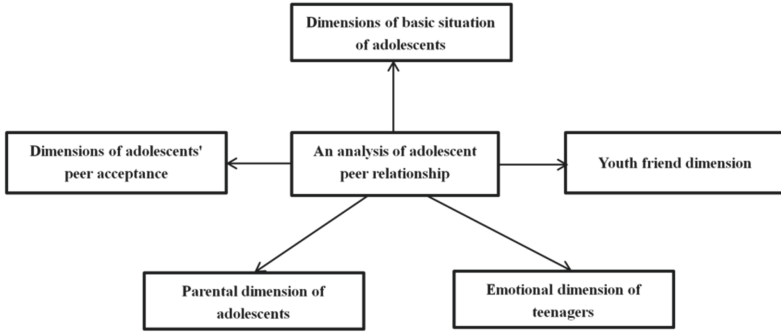 Dimensions of basic situation
of adolescents
Dimensions of adolescents'
peer acceptance
An analysis of adolescent
peer relationship
Youth friend dimension
Parental dimension of
adolescents
Emotional dimension of
teenagers